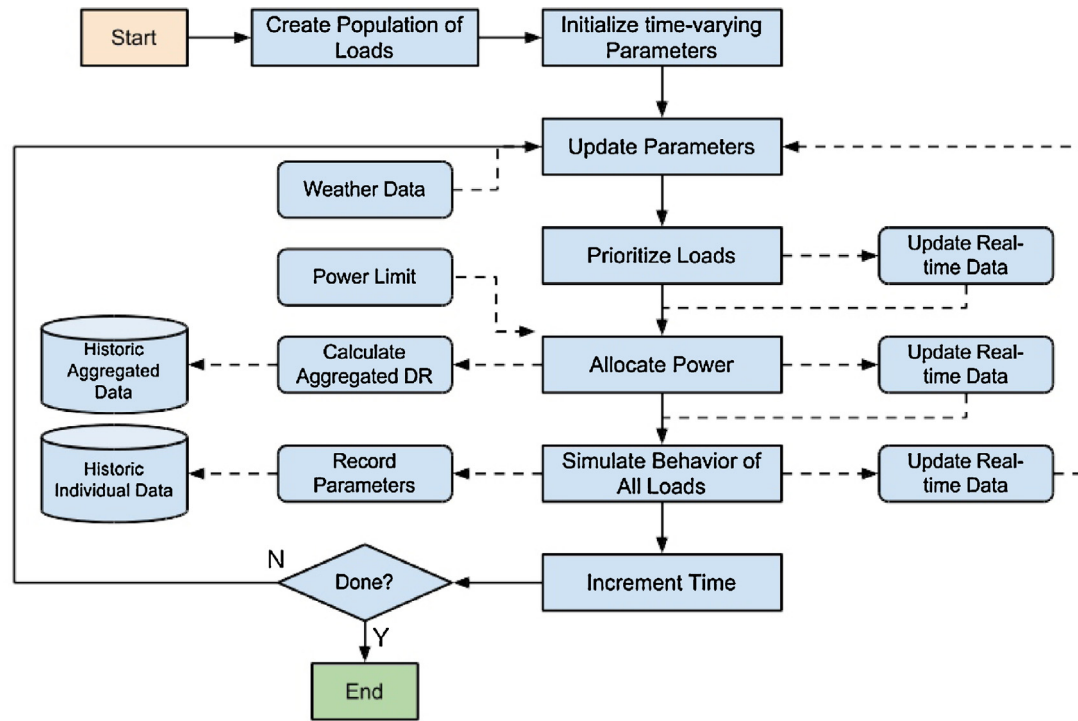 Start
Create Population of
Loads
Initialize time-varying
Parameters
Update Parameters
Weather Data
Prioritize Loads
Update Real-
time Data
Power Limit
Historic
Aggregated
Data
Calculate
Aggregated DR
Allocate Power
Update Real-
time Data
Historic
Individual Data
Record
Parameters
Simulate Behavior of
All Loads
Update Real-
time Data
N
Done?
Increment Time
Y
End